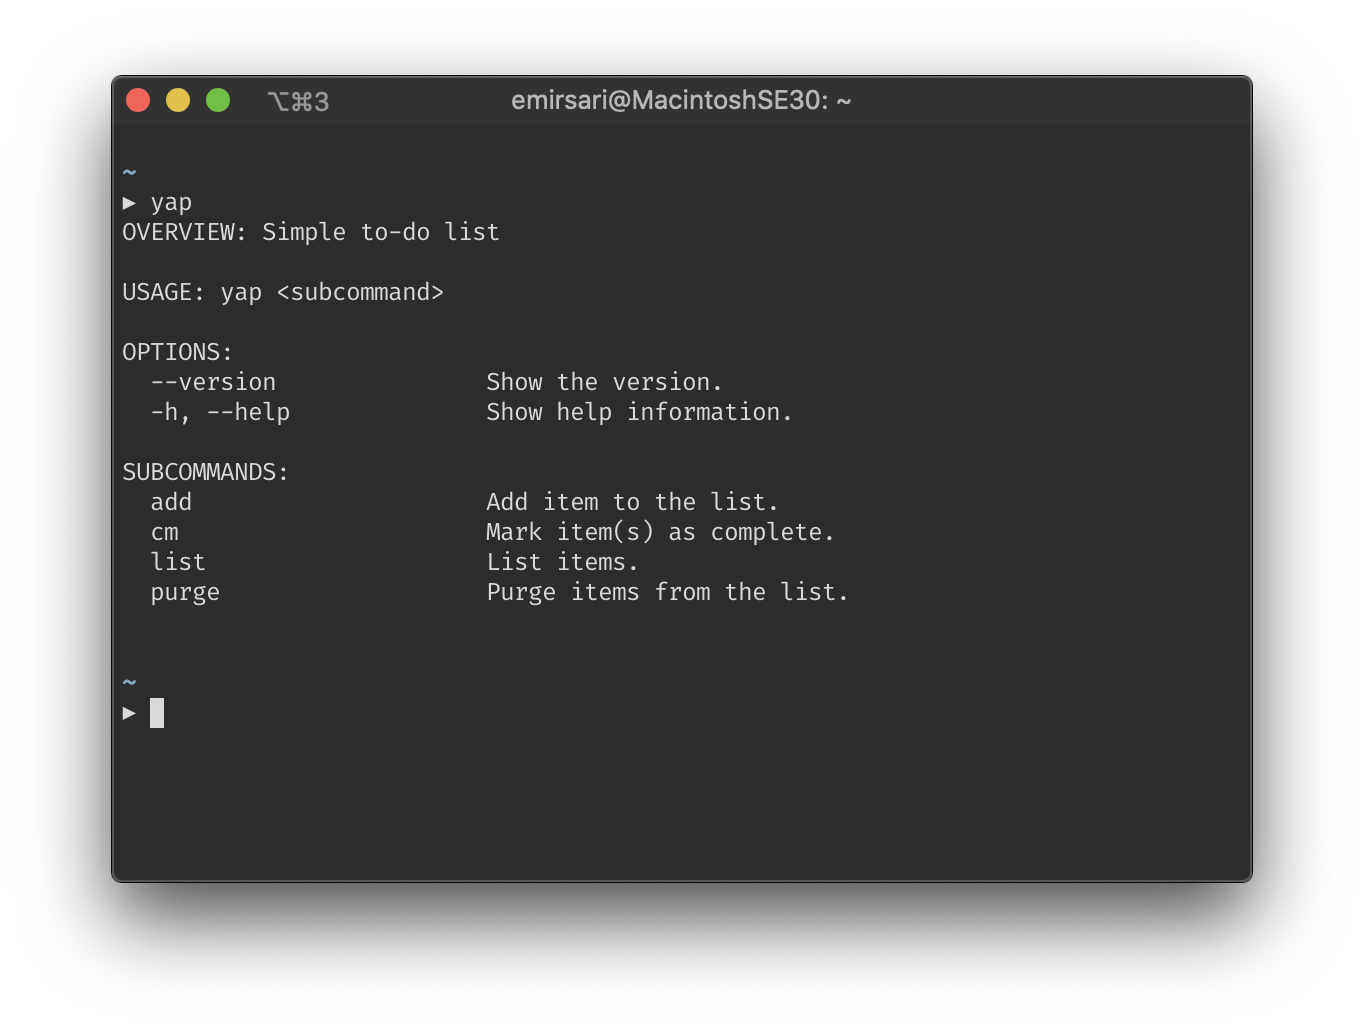 ⌥⌘3
emirsari@MacintoshSE30: ~
~
▶ yap
OVERVIEW: Simple to-do list
USAGE: yap <subcommand>
OPTIONS:
--version Show the version.
-h, --help Show help information.
SUBCOMMANDS:
add Add item to the list.
cm Mark item(s) as complete.
list List items.
purge Purge items from the list.
~
▶